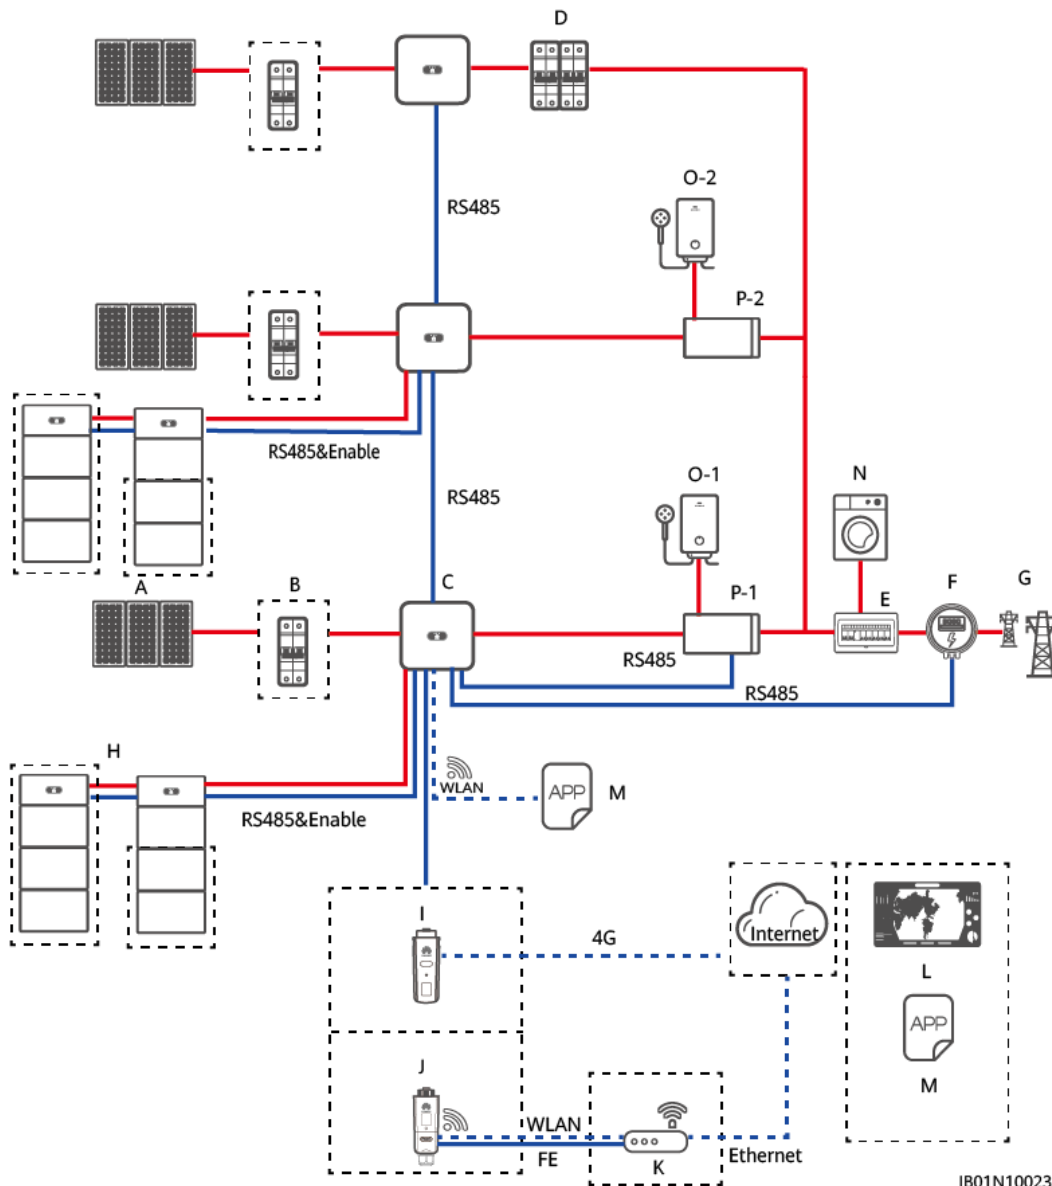 D
O-2
RS485
P-2
RS485&Enable
RS485
O-1
N
A
B
C
P-1
E
F
G
RS485
RS485
H
WLAN
APP
M
RS485&Enable
I
4G
Internet
L
APP
M
J
WLAN
FE
K
Ethernet
IB01N10023